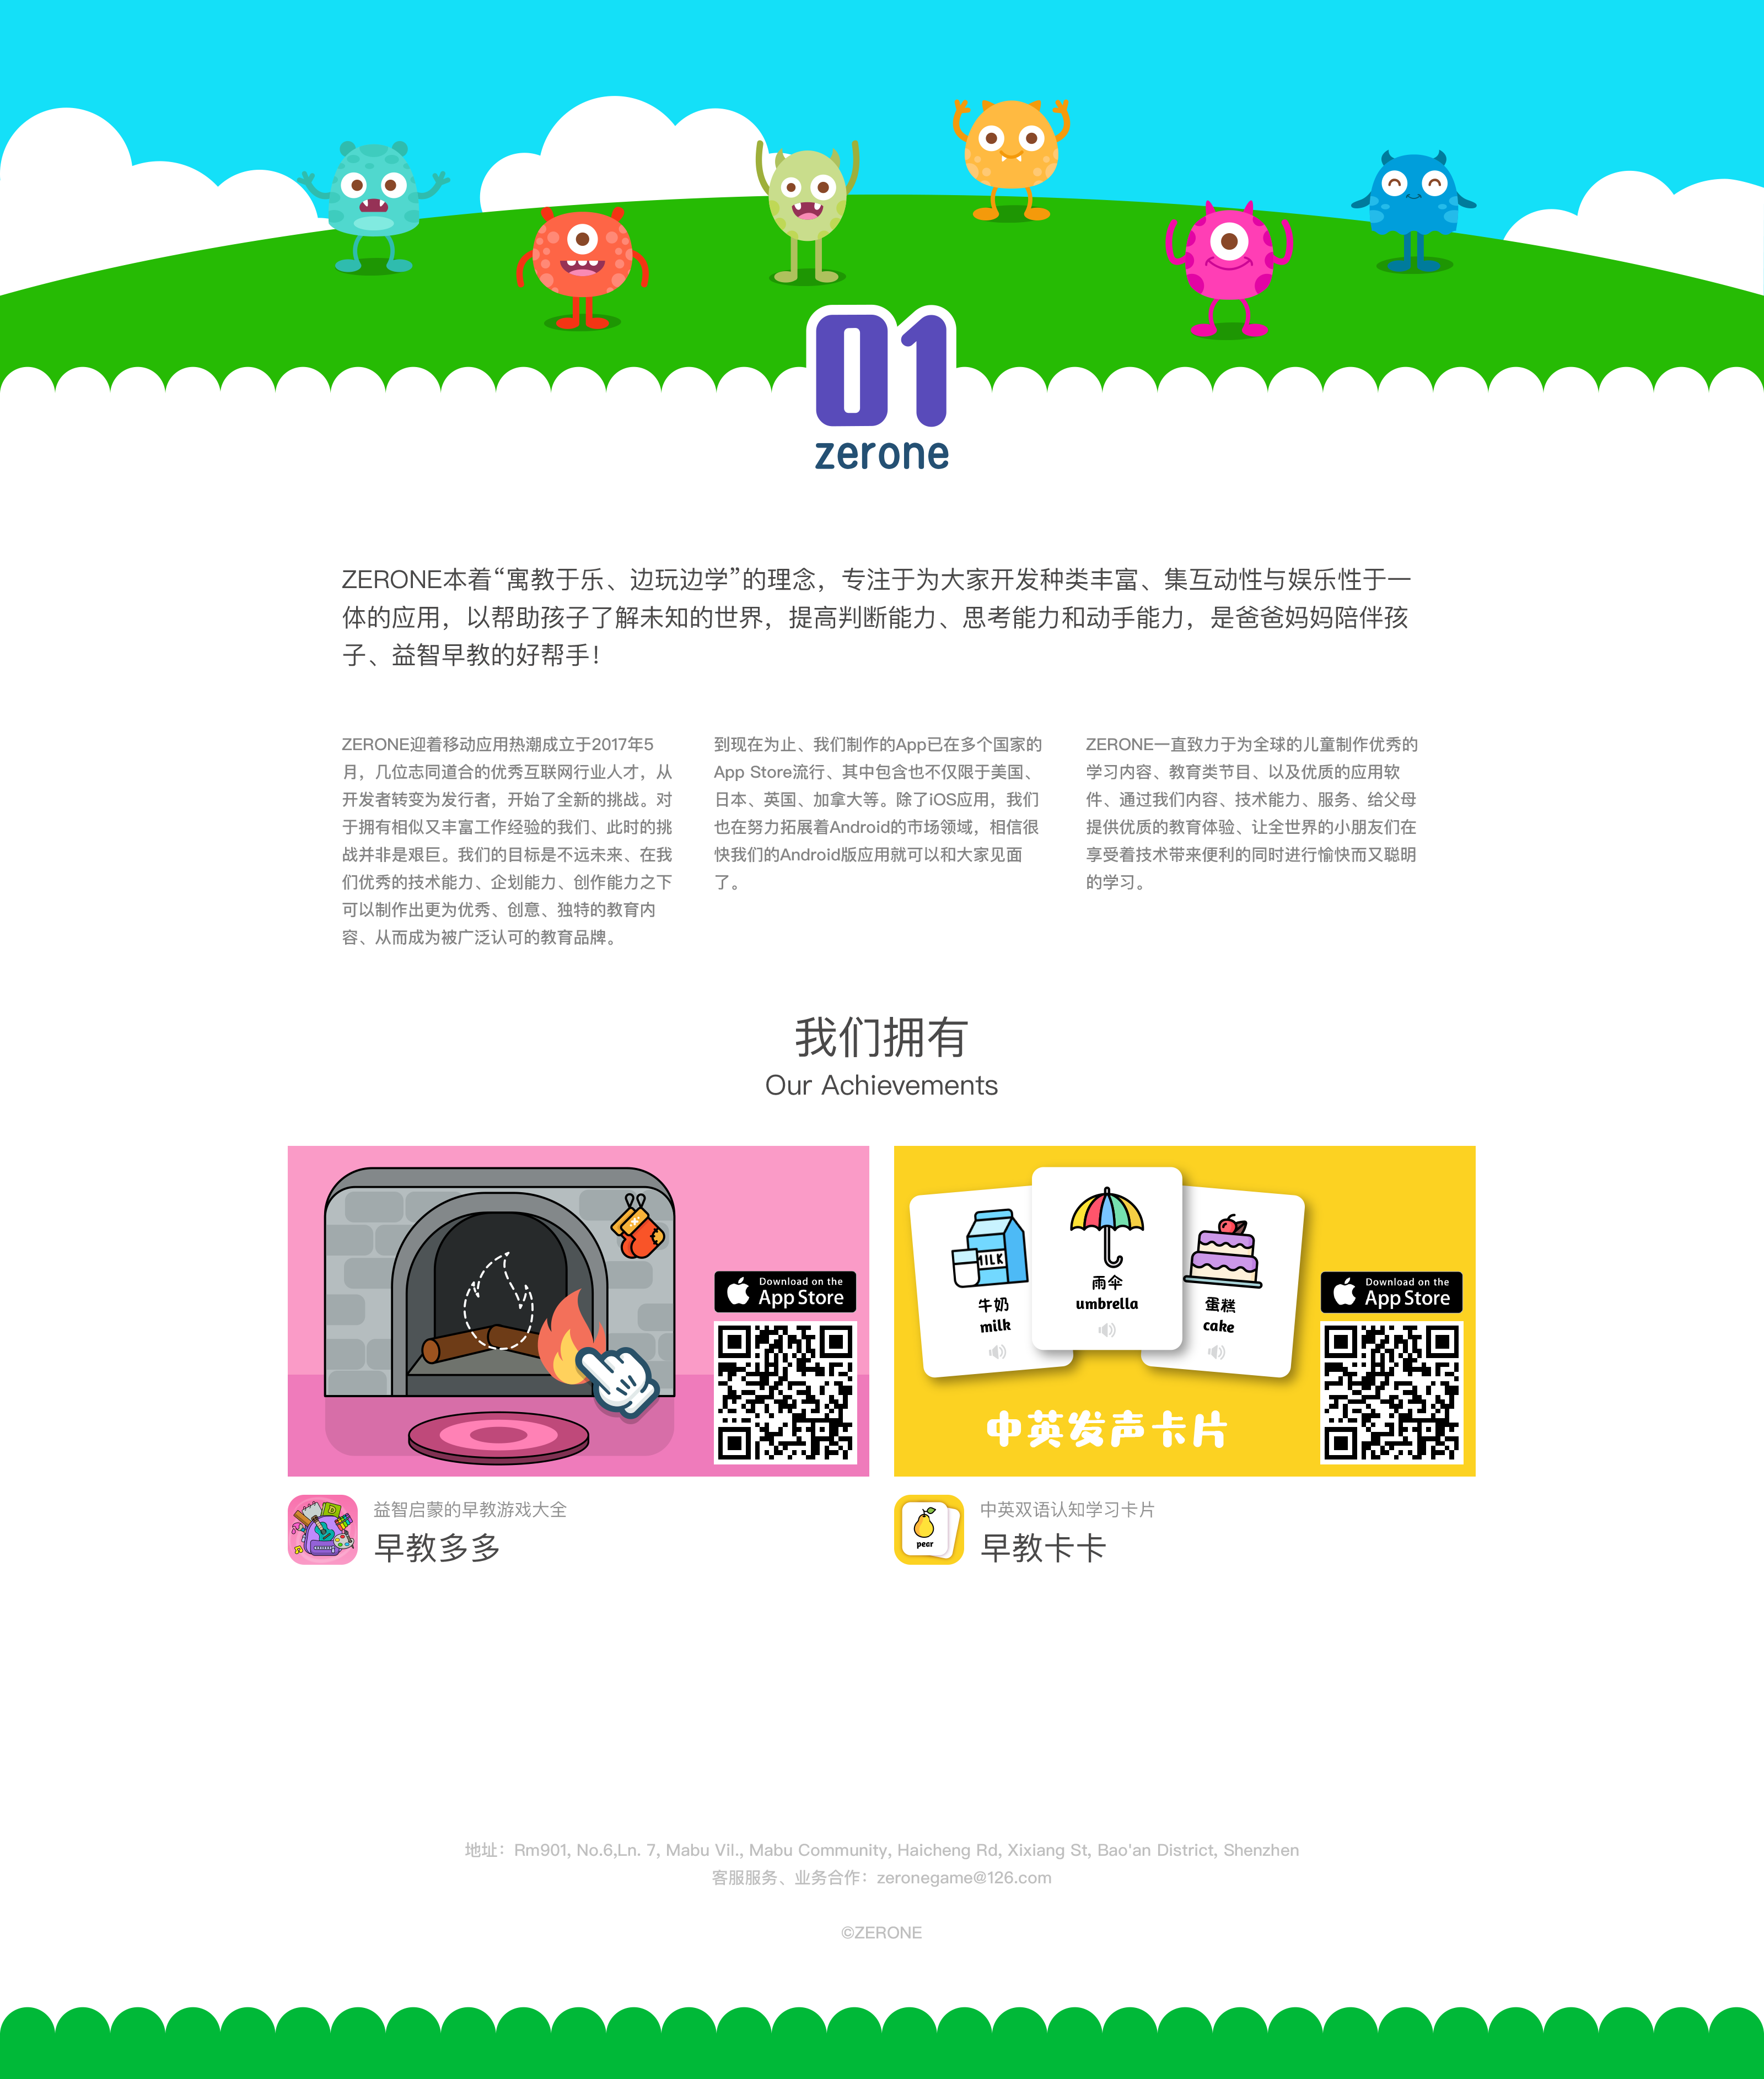 01
zerone
ZERONE本着“寓教于乐、边玩边学”的理念，专注于为大家开发种类丰富、集互动性与娱乐性于一
体的应用，以帮助孩子了解未知的世界，提高判断能力、思考能力和动手能力，是爸爸妈妈陪伴孩
子、益智早教的好帮手！
ZERONE迎着移动应用热潮成立于2017年5
月，几位志同道合的优秀互联网行业人才，从
开发者转变为发行者，开始了全新的挑战。对
于拥有相似又丰富工作经验的我们、此时的挑
战并非是艰巨。我们的目标是不远未来、在我
们优秀的技术能力、企划能力、创作能力之下
可以制作出更为优秀、创意、独特的教育内
容、从而成为被广泛认可的教育品牌。
到现在为止、我们制作的App已在多个国家的
App Store流行、其中包含也不仅限于美国、
日本、英国、加拿大等。除了iOS应用，我们
也在努力拓展着Android的市场领域，相信很
快我们的Android版应用就可以和大家见面
了。
ZERONE一直致力于为全球的儿童制作优秀的
学习内容、教育类节目、以及优质的应用软
件、通过我们内容、技术能力、服务、给父母
提供优质的教育体验、让全世界的小朋友们在
享受着技术带来便利的同时进行愉快而又聪明
的学习。
我们拥有
Our Achievements
Download on the
App Store
MILK
牛奶
milk
雨伞
umbrella
蛋糕
cake
中英发声卡片
Download on the
App Store
益智启蒙的早教游戏大全
早教多多
pear
中英双语认知学习卡片
早教卡卡
地址：Rm901, No.6,Ln. 7, Mabu Vil., Mabu Community, Haicheng Rd, Xixiang St, Bao'an District, Shenzhen
客服服务、业务合作：zeronegame@126.com
©ZERONE